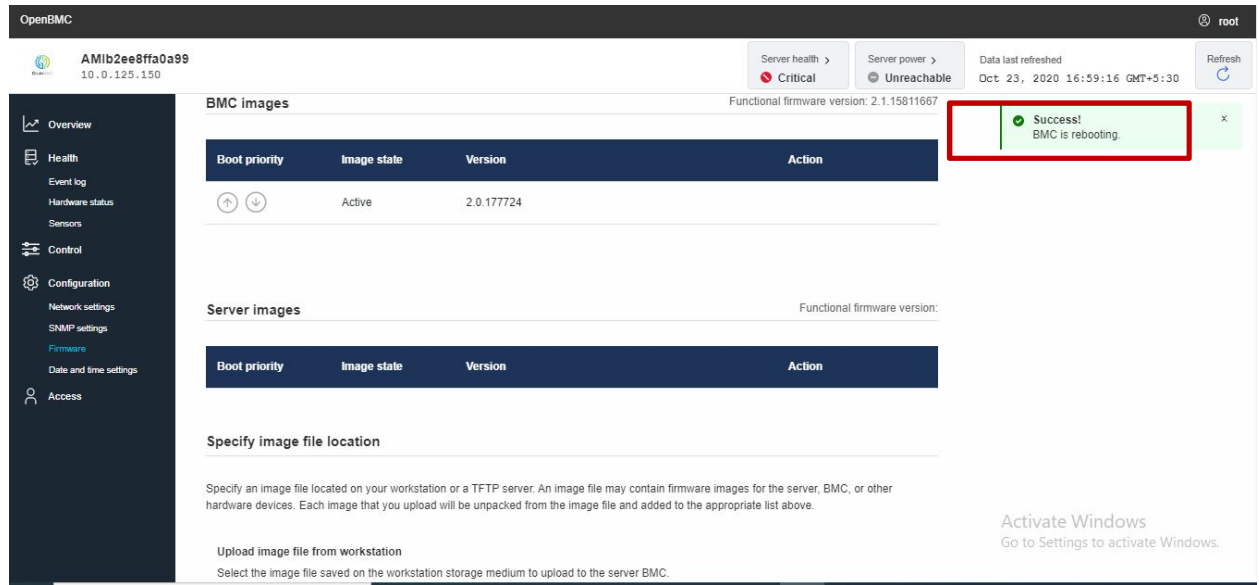 OpenBMC
root
AMIb2ee8ffa0a99
10.0.125.150
Server health >
Critical
Server power >
Unreachable
Data last refreshed
Oct 23, 2020 16:59:16 GMT+5:30
Refresh
Overview
Health
Event log
Hardware status
Sensors
Control
Configuration
Network settings
SNMP settings
Firmware
Date and time settings
Access
BMC images
Functional firmware version: 2.1.15811667
Boot priority Image state Version Action
Active 2.0.177724
Success! x
BMC is rebooting.
Server images
Functional firmware version:
Boot priority Image state Version Action
Specify image file location
Specify an image file located on your workstation or a TFTP server. An image file may contain firmware images for the server, BMC, or other
hardware devices. Each image that you upload will be unpacked from the image file and added to the appropriate list above.
Upload image file from workstation
Select the image file saved on the workstation storage medium to upload to the server BMC.
Activate Windows
Go to Settings to activate Windows.